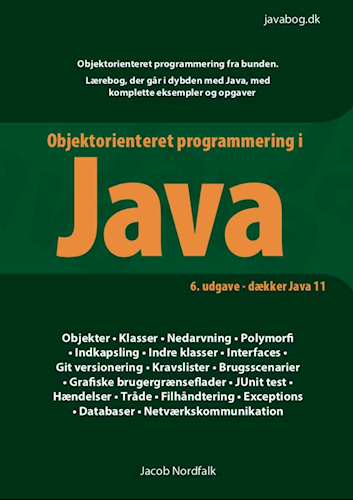 javabog.dk
Objektorienteret programmering fra bunden.
Lærebog, der går i dybden med Java, med
komplette eksempler og opgaver
Objektorienteret programmering i
Java
6. udgave - dækker Java 11
Objekter • Klasser • Nedarvning • Polymorfi
• Indkapsling • Indre klasser • Interfaces •
Git versionering • Kravslister • Brugsscenarier
• Grafiske brugergrænseflader • JUnit test •
Hændelser • Tråde • Filhåndtering • Exceptions
• Databaser • Netværkskommunikation
Jacob Nordfalk